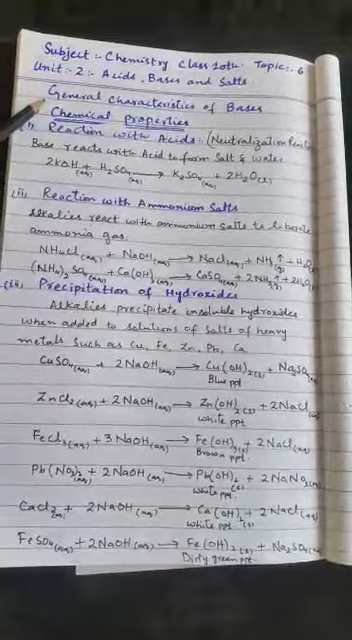 Subject :- Chemistry Class 10th Topic :- 6
Unit :- 2 :- Acids, Bases and Salts
General Characteristics of Bases
Chemical properties
(i) Reaction with Acids :- (Neutralization
Base reacts with Acid to form Salt & water
2KOH(aq) + H2SO4(aq) → K2SO4(aq) + 2H2O(l)
(ii) Reaction with Ammonium Salts
Alkalies react with ammonium salts to
ammonia gas.
NH4Cl(aq) + NaOH(aq) → NaCl(aq) + NH3↑(g) + H2O
(NH4)2SO4(aq) + Ca(OH)2(aq) → CaSO4(aq) + 2NH3↑(g) + 2H2O
(iii) Precipitation of Hydroxides
Alkalies precipitate insoluble hydroxides
when added to solutions of salts of heavy
metals such as Cu, Fe, Zn, Pb, Ca
CuSO4(aq) + 2NaOH(aq) → Cu(OH)2(s) + Na2SO4(aq)
Blue ppt
ZnCl2(aq) + 2NaOH(aq) → Zn(OH)2(s) + 2NaCl(aq)
white ppt
FeCl3(aq) + 3NaOH(aq) → Fe(OH)3(s) + 2NaCl(aq)
Brown ppt
Pb(NO3)2(aq) + 2NaOH(aq) → Pb(OH)2(s) + 2NaNO3(aq)
white ppt.
CaCl2(aq) + 2NaOH(aq) → Ca(OH)2(s) + 2NaCl(aq)
white ppt
FeSO4(aq) + 2NaOH(aq) → Fe(OH)2(s) + Na2SO4(aq)
Dirty green ppt.